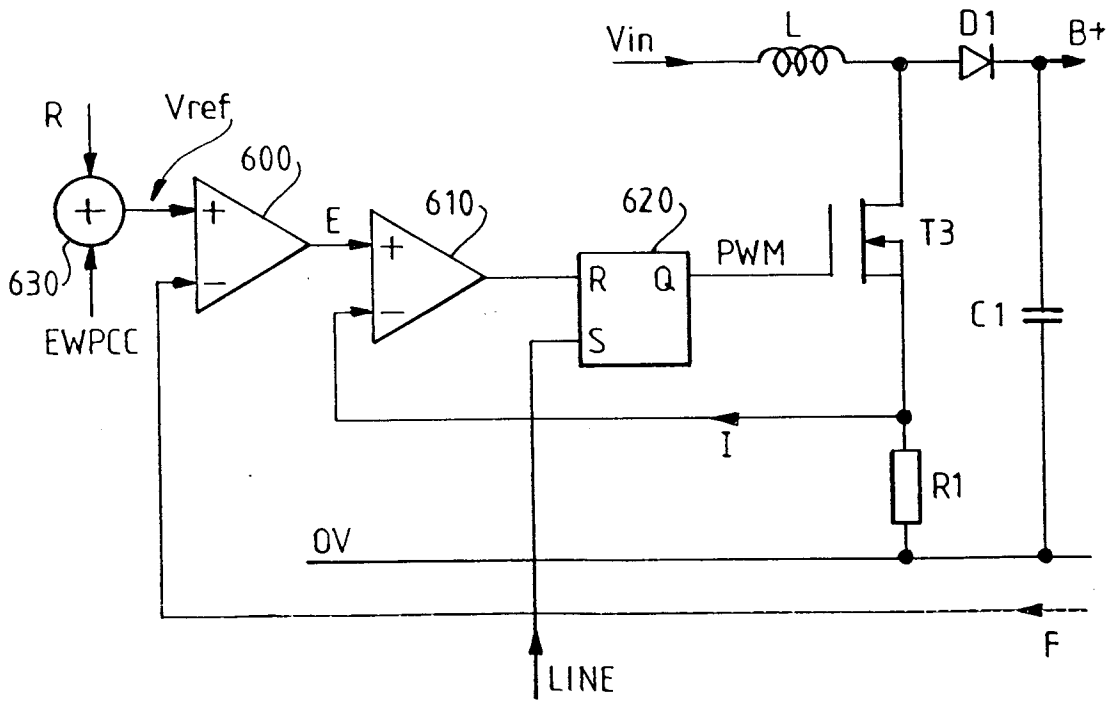 Vin
L
D1
B+
R
Vref
600
+
+
610
620
E
+
R Q
PWM
T3
630
−
EWPCC
−
S
C1
I
R1
0V
F
LINE